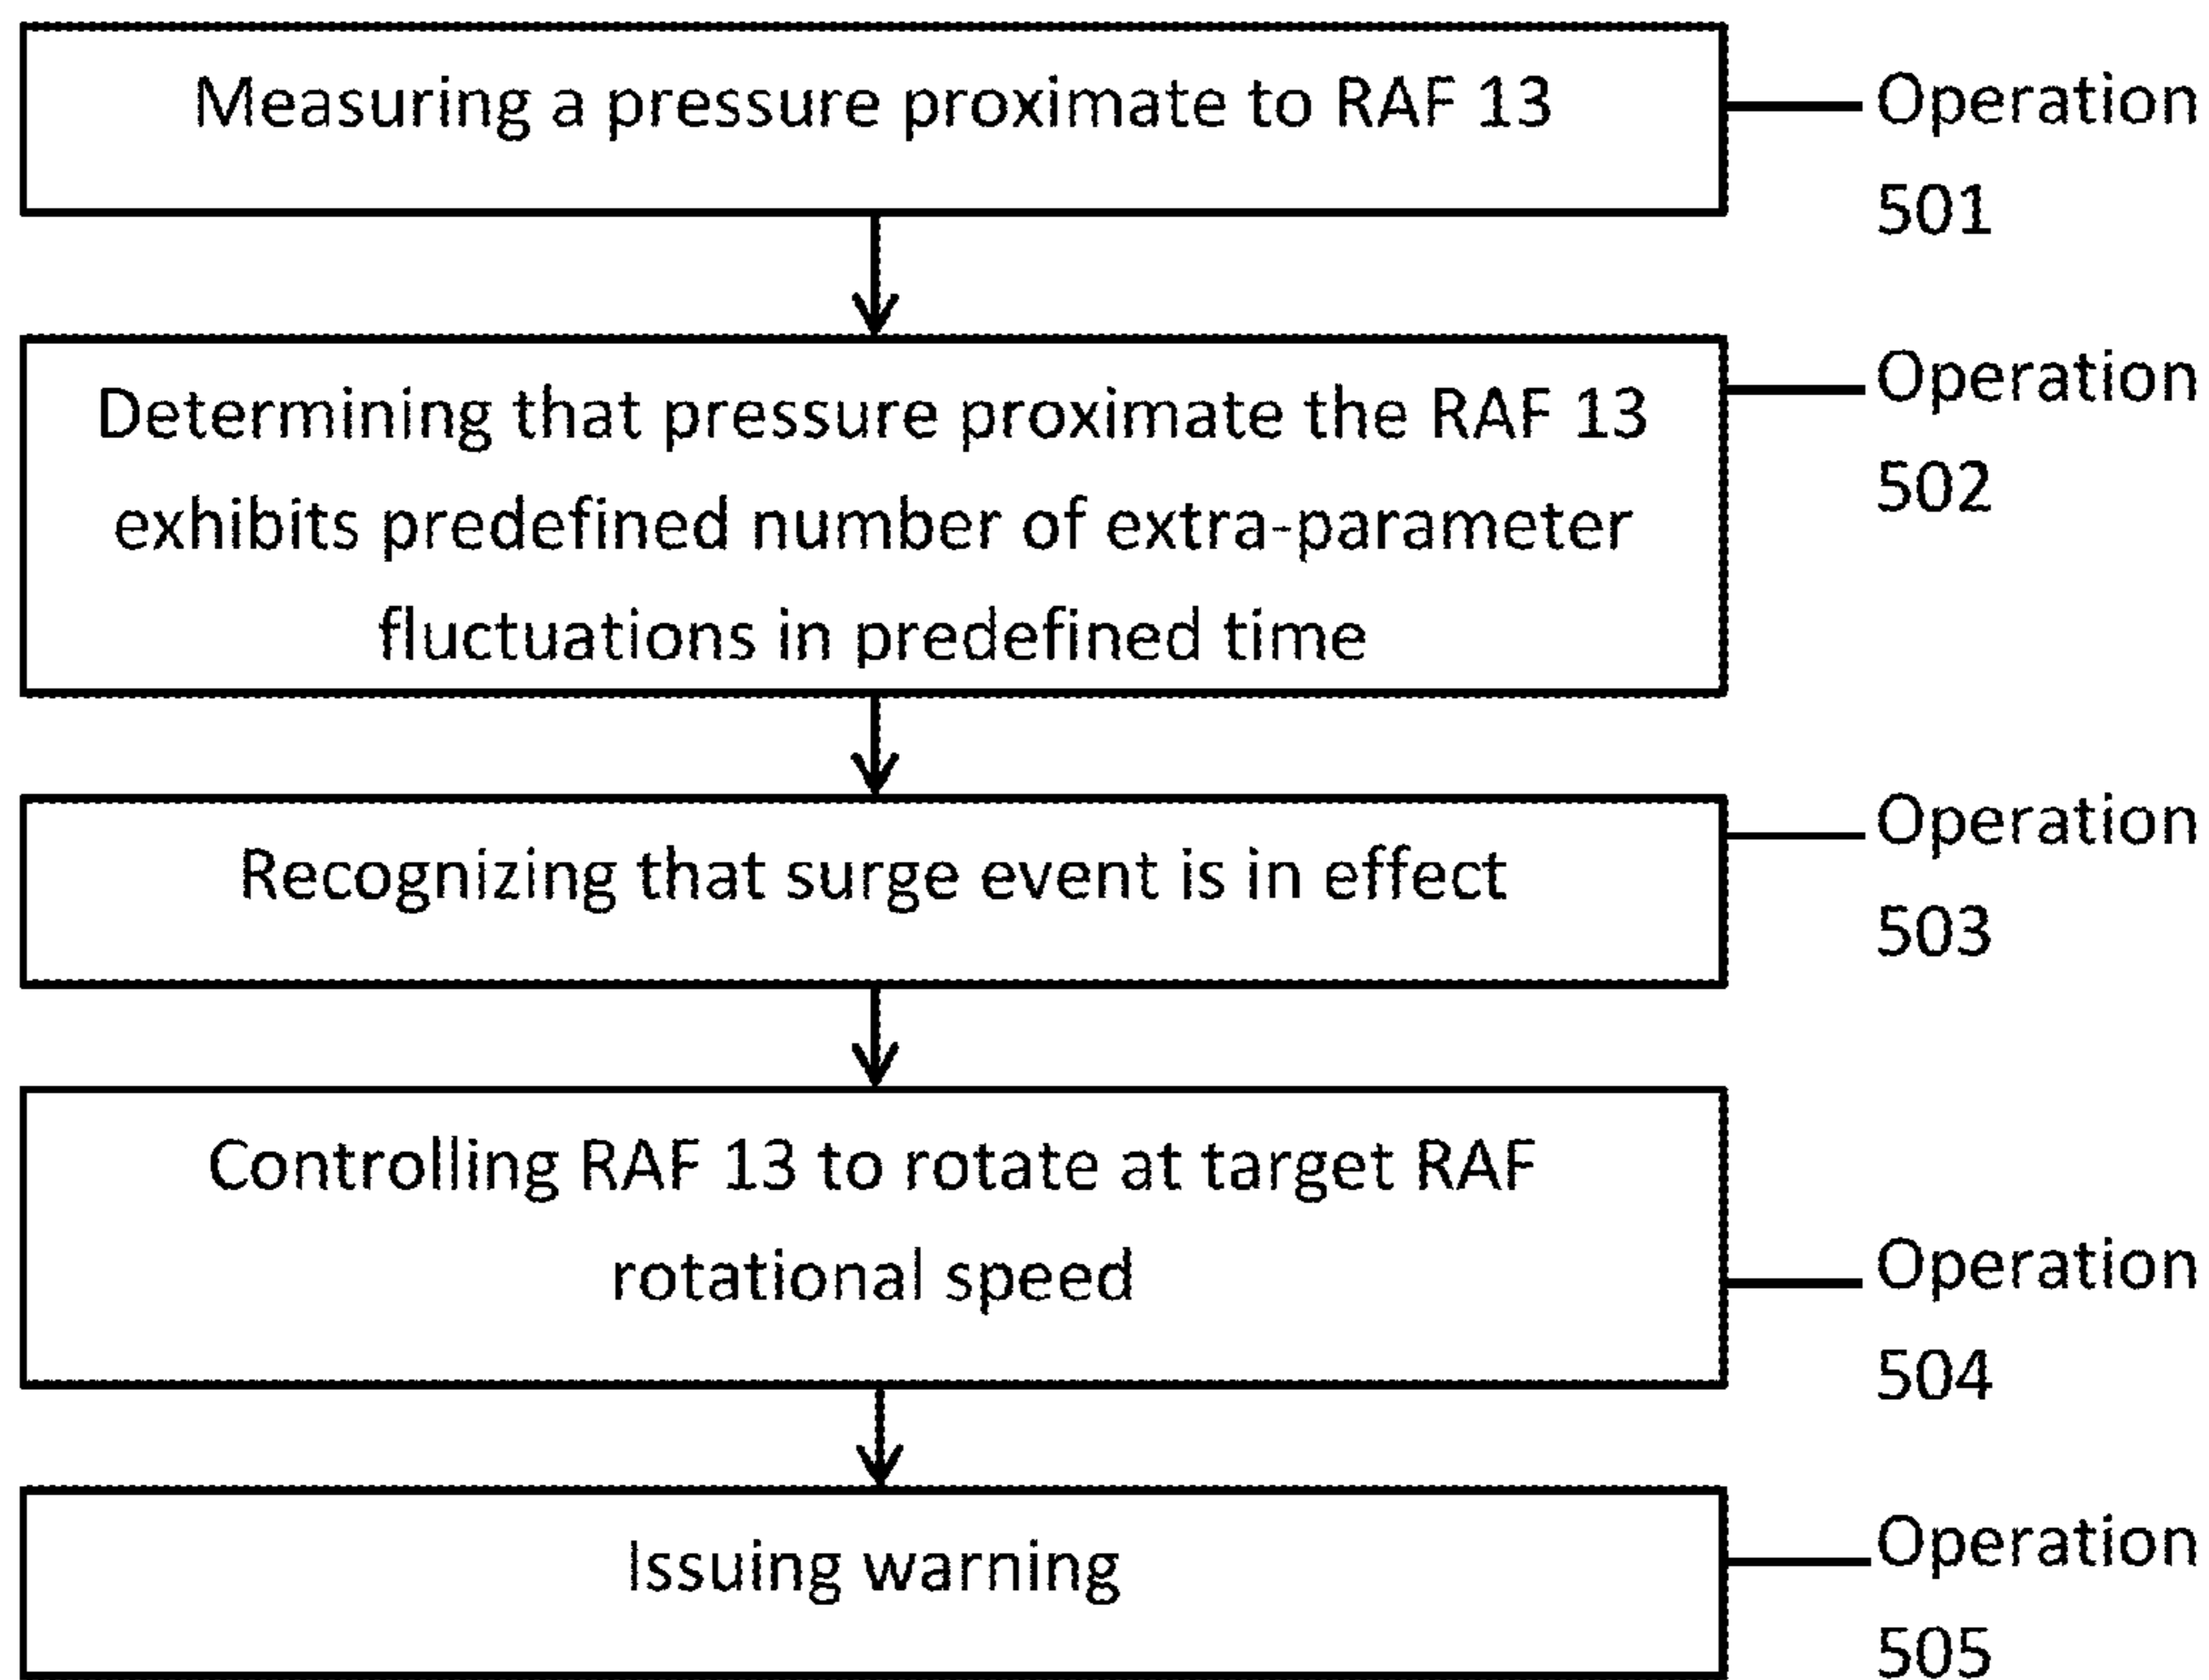 Measuring a pressure proximate to RAF 13
Operation
501
Determining that pressure proximate the RAF 13
exhibits predefined number of extra-parameter
fluctuations in predefined time
Operation
502
Recognizing that surge event is in effect
Operation
503
Controlling RAF 13 to rotate at target RAF
rotational speed
Operation
504
Issuing warning
Operation
505